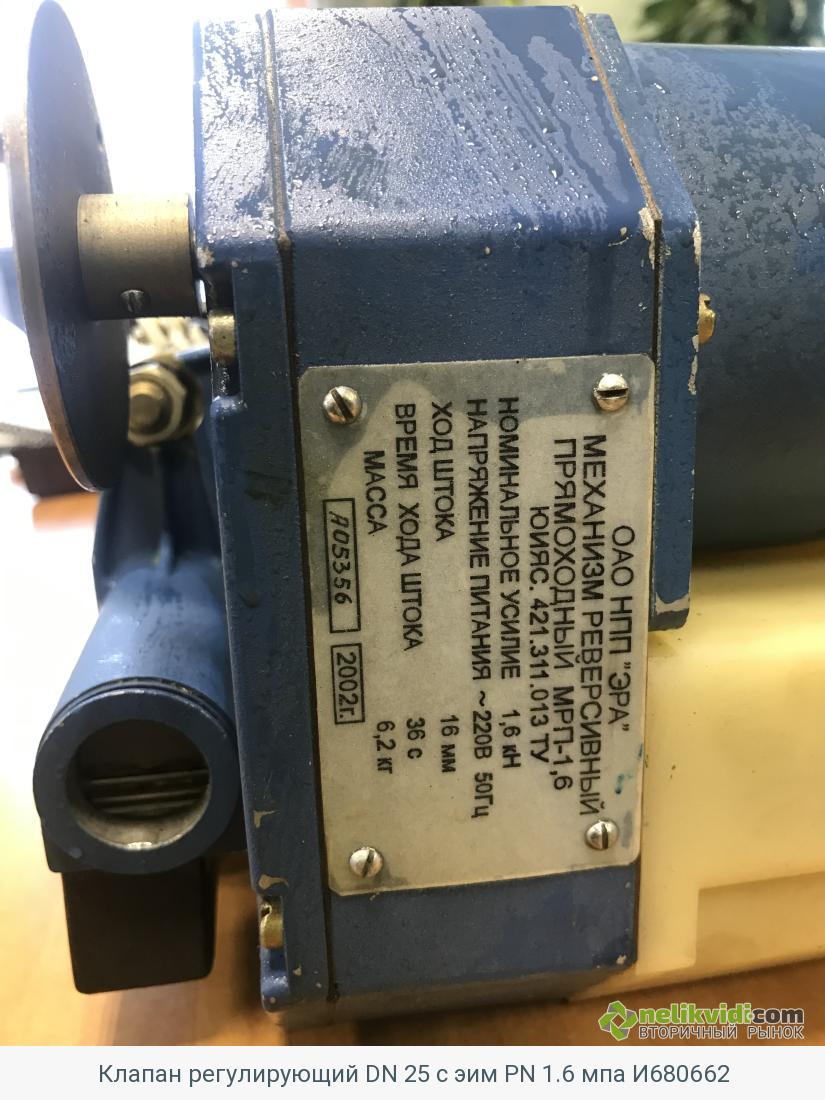 ОАО НПП "ЭРА"
МЕХАНИЗМ РЕВЕРСИВНЫЙ
ПРЯМОХОДНЫЙ МРП-1,6
ЮИЯС. 421.311.013 ТУ
НОМИНАЛЬНОЕ УСИЛИЕ 1,6 кН
НАПРЯЖЕНИЕ ПИТАНИЯ ~ 220В 50Гц
ХОД ШТОКА 16 мм
ВРЕМЯ ХОДА ШТОКА 36 с
МАССА 6,2 кг
А05356 2002г.
nelikvidi.com
ВТОРИЧНЫЙ РЫНОК
Клапан регулирующий DN 25 с эим PN 1.6 мпа И680662